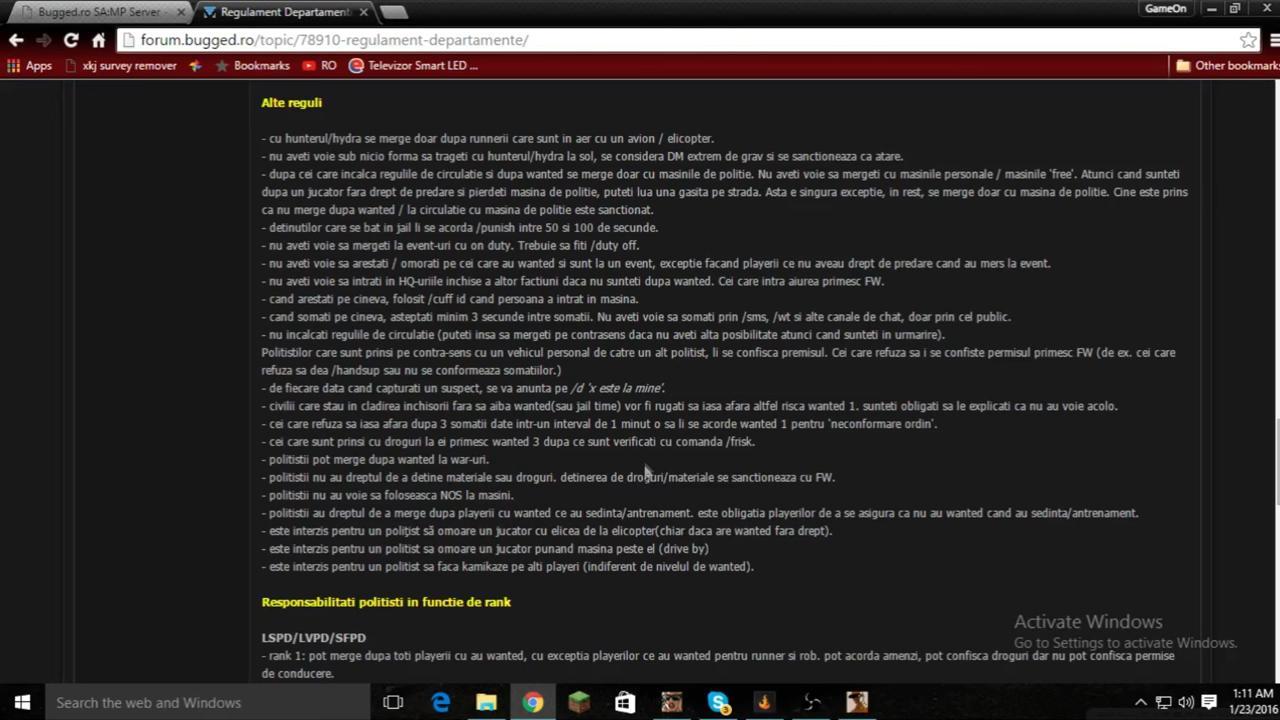 Bugged.ro SA:MP Server -
Regulament Departament
GameOn
forum.bugged.ro/topic/78910-regulament-departamente/
Apps
xkj survey remover
Bookmarks
RO
Televizor Smart LED ...
Other bookmarks
Alte reguli
- cu hunterul/hydra se merge doar dupa runnerii care sunt in aer cu un avion / elicopter.
- nu aveti voie sub nicio forma sa trageti cu hunterul/hydra la sol, se considera DM extrem de grav si se sanctioneaza ca atare.
- dupa cei care incalca regulile de circulatie si dupa wanted se merge doar cu masinile de politie. Nu aveti voie sa mergeti cu masinile personale / masinile 'free'. Atunci cand sunteti
dupa un jucator fara drept de predare si pierdeti masina de politie, puteti lua una gasita pe strada. Asta e singura exceptie, in rest, se merge doar cu masina de politie. Cine este prins
ca nu merge dupa wanted / la circulatie cu masina de politie este sanctionat.
- detinutilor care se bat in jail li se acorda /punish intre 50 si 100 de secunde.
- nu aveti voie sa mergeti la event-uri cu on duty. Trebuie sa fiti /duty off.
- nu aveti voie sa arestati / omorati pe cei care au wanted si sunt la un event, exceptie facand playerii ce nu aveau drept de predare cand au mers la event.
- nu aveti voie sa intrati in HQ-uriile inchise a altor factiuni daca nu sunteti dupa wanted. Cei care intra aiurea primesc FW.
- cand arestati pe cineva, folosit /cuff id cand persoana a intrat in masina.
- cand somati pe cineva, asteptati minim 3 secunde intre somatii. Nu aveti voie sa somati prin /sms, /wt si alte canale de chat, doar prin cel public.
- nu incalcati regulile de circulatie (puteti insa sa mergeti pe contrasens daca nu aveti alta posibilitate atunci cand sunteti in urmarire).
Politistilor care sunt prinsi pe contra-sens cu un vehicul personal de catre un alt politist, li se confisca premisul. Cei care refuza sa i se confiste permisul primesc FW (de ex. cei care
refuza sa dea /handsup sau nu se conformeaza somatiilor.)
- de fiecare data cand capturati un suspect, se va anunta pe /d 'x este la mine'.
- civilii care stau in cladirea inchisorii fara sa aiba wanted(sau jail time) vor fi rugati sa iasa afara altfel risca wanted 1. sunteti obligati sa le explicati ca nu au voie acolo.
- cei care refuza sa iasa afara dupa 3 somatii date intr-un interval de 1 minut o sa li se acorde wanted 1 pentru 'neconformare ordin'.
- cei care sunt prinsi cu droguri la ei primesc wanted 3 dupa ce sunt verificati cu comanda /frisk.
- politistii pot merge dupa wanted la war-uri.
- politistii nu au dreptul de a detine materiale sau droguri. detinerea de droguri/materiale se sanctioneaza cu FW.
- politistii nu au voie sa foloseasca NOS la masini.
- politistii au dreptul de a merge dupa playerii cu wanted ce au sedinta/antrenament. este obligatia playerilor de a se asigura ca nu au wanted cand au sedinta/antrenament.
- este interzis pentru un polițist să omoare un jucator cu elicea de la elicopter(chiar daca are wanted fara drept).
- este interzis pentru un politist sa omoare un jucator punand masina peste el (drive by)
- este interzis pentru un politist sa faca kamikaze pe alti playeri (indiferent de nivelul de wanted).
Responsabilitati politisti in functie de rank
LSPD/LVPD/SFPD
- rank 1: pot merge dupa toti playerii cu au wanted, cu exceptia playerilor ce au wanted pentru runner si rob. pot acorda amenzi, pot confisca droguri dar nu pot confisca permise
de conducere.
Activate Windows
Go to Settings to activate Windows.
Search the web and Windows
3
1:11 AM
1/23/2016